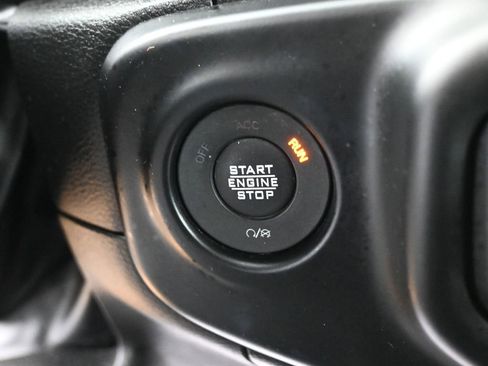 OFF
ACC
RUN
START
ENGINE
STOP